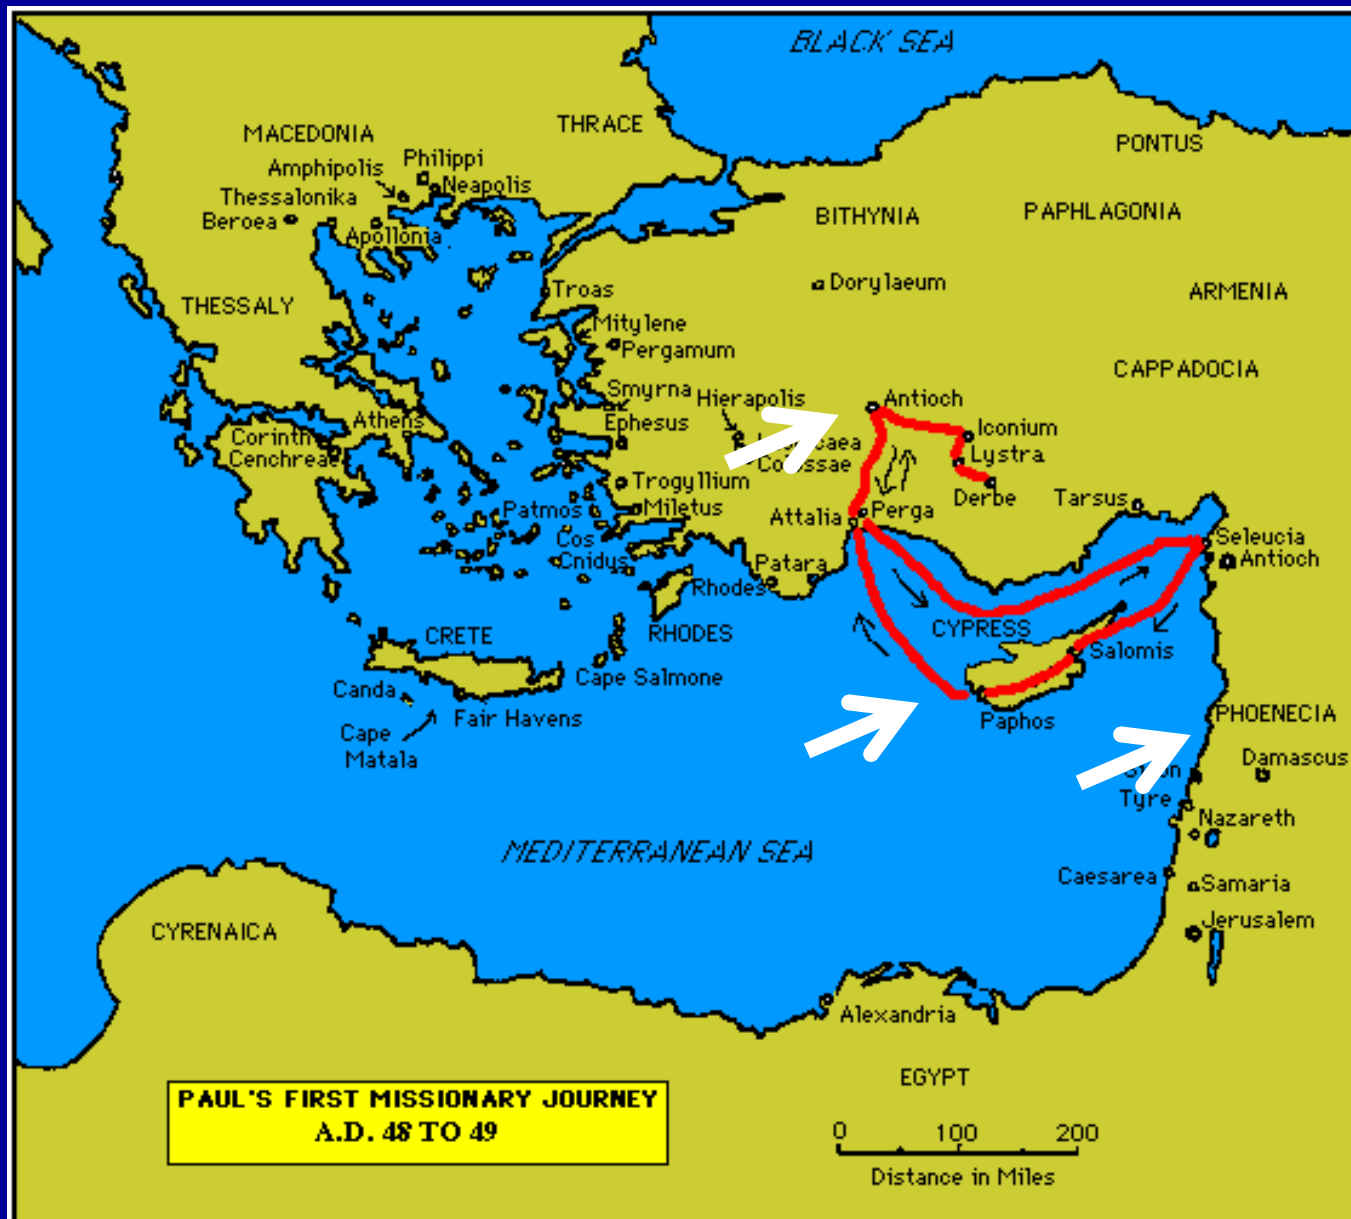 BLACK SEA
THRACE
MACEDONIA
PONTUS
Philippi
Amphipolis
Neapolis
Thessalonika
Beroea
Apollonia
BITHYNIA
PAPHLAGONIA
Dorylaeum
ARMENIA
Troas
THESSALY
Mitylene
Pergamum
CAPPADOCIA
Smyrna
Hierapolis
Antioch
Ephesus
Athens
Corinth
Cenchreae
Iconium
Lystra
Colossae
Derbe
Trogyllium
Tarsus
Patmos
Miletus
Attalia
Perga
Cos
Cnidus
Seleucia
Antioch
Patara
Rhodes
CRETE
RHODES
CYPRESS
Salomis
Cape Salmone
Canda
Fair Havens
Paphos
PHOENECIA
Cape
Matala
Damascus
Tyre
Nazareth
MEDITERRANEAN SEA
Caesarea
Samaria
Jerusalem
CYRENAICA
Alexandria
EGYPT
PAUL'S FIRST MISSIONARY JOURNEY
A.D. 48 TO 49
0 100 200
Distance in Miles